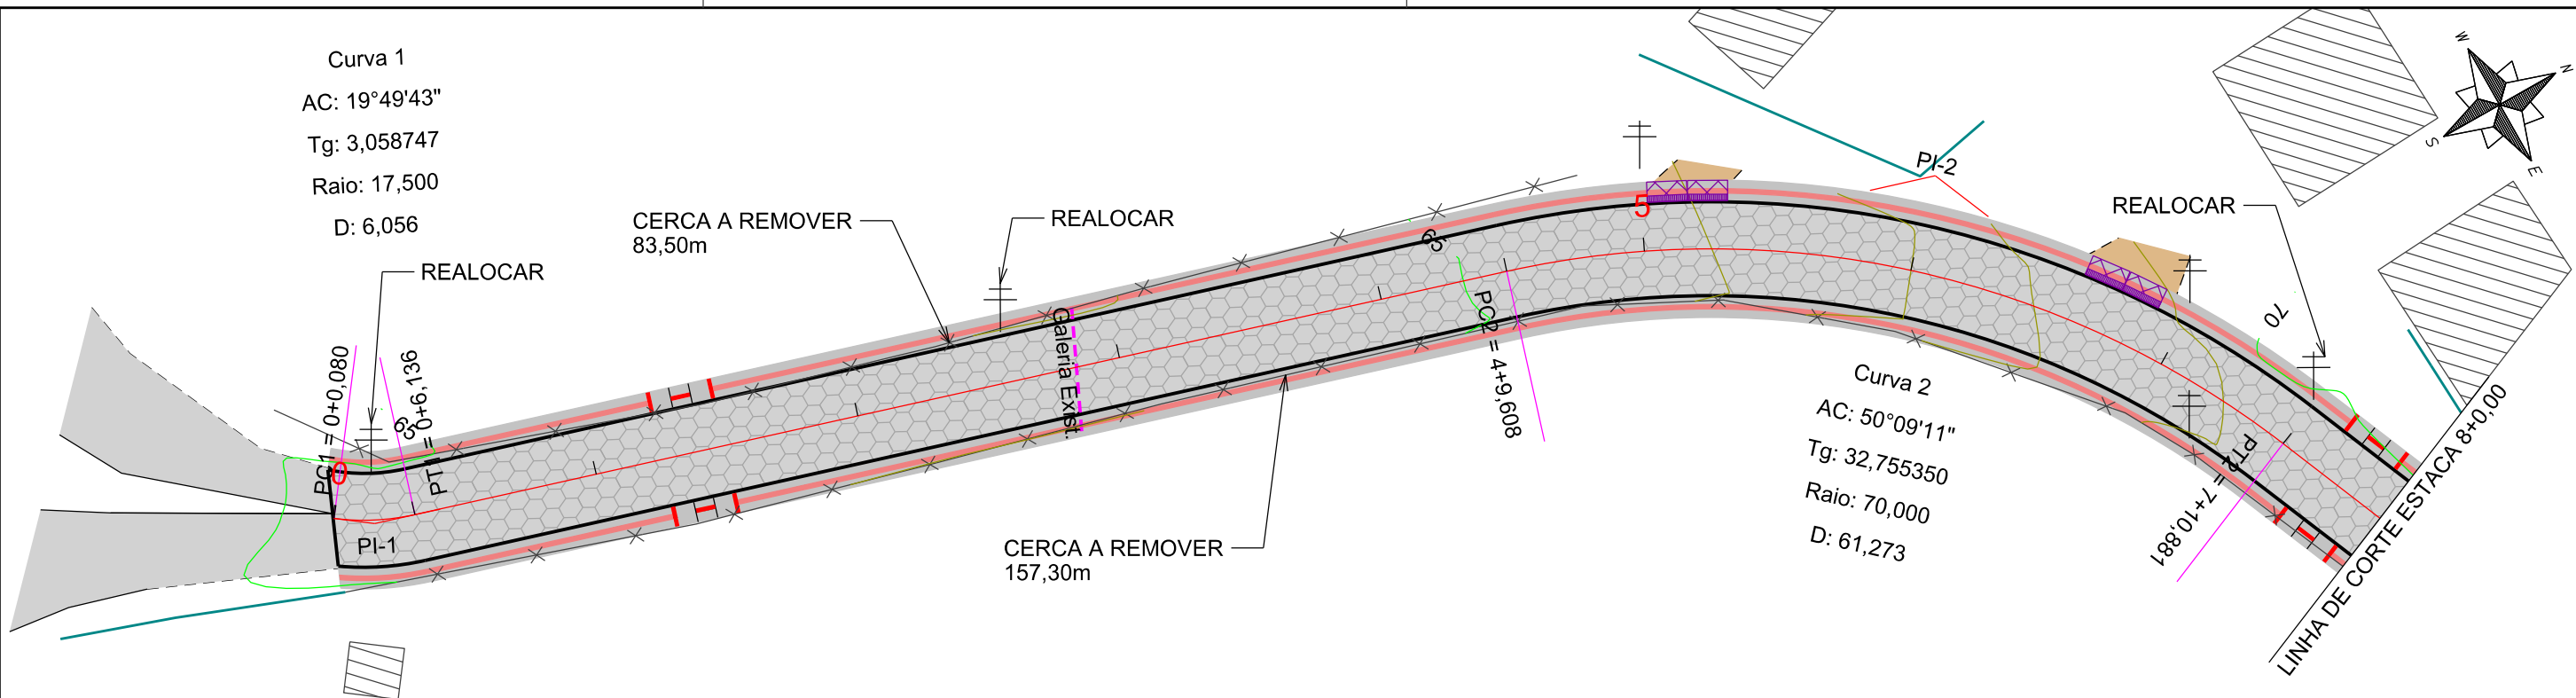 Curva 1
AC: 19°49'43"
Tg: 3,058747
Raio: 17,500
D: 6,056
REALOCAR
CERCA A REMOVER
83,50m
REALOCAR
PC1 = 0+0,080
PT1 = 0+6,136
65
0
PI-1
Galeria Exist.
CERCA A REMOVER
157,30m
65
PC2 = 4+9,608
5
PI-2
Curva 2
AC: 50°09'11"
Tg: 32,755350
Raio: 70,000
D: 61,273
REALOCAR
70
PT2 = 7+10,881
LINHA DE CORTE ESTACA 8+0,00
W
N
S
E